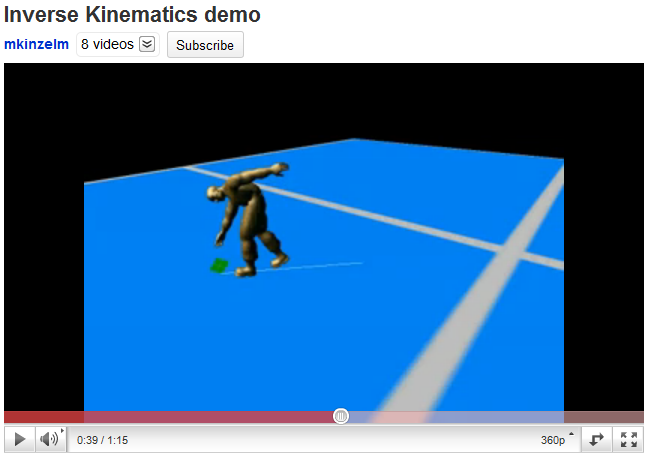 Inverse Kinematics demo
mkinzelm 8 videos Subscribe
0:39 / 1:15 360p